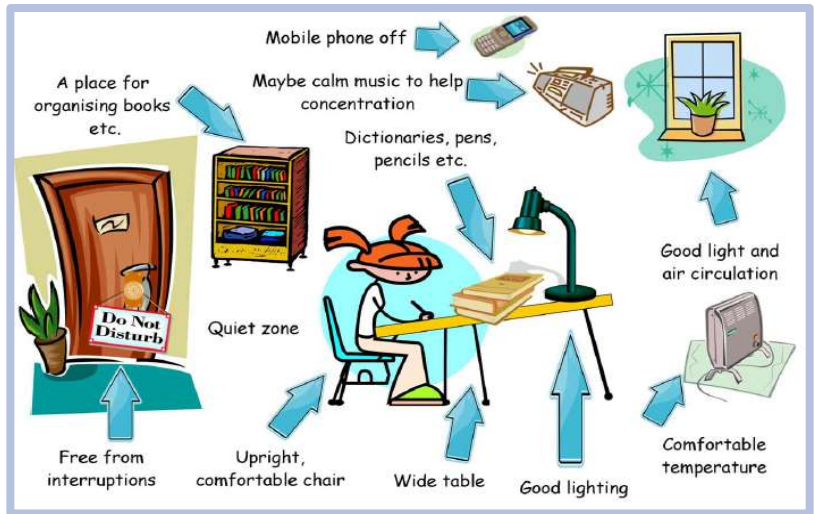 Mobile phone off
A place for
organising books
etc.
Maybe calm music to help
concentration
Dictionaries, pens,
pencils etc.
Good light and
air circulation
Do Not
Disturb
Quiet zone
Free from
interruptions
Upright,
comfortable chair
Wide table
Good lighting
Comfortable
temperature